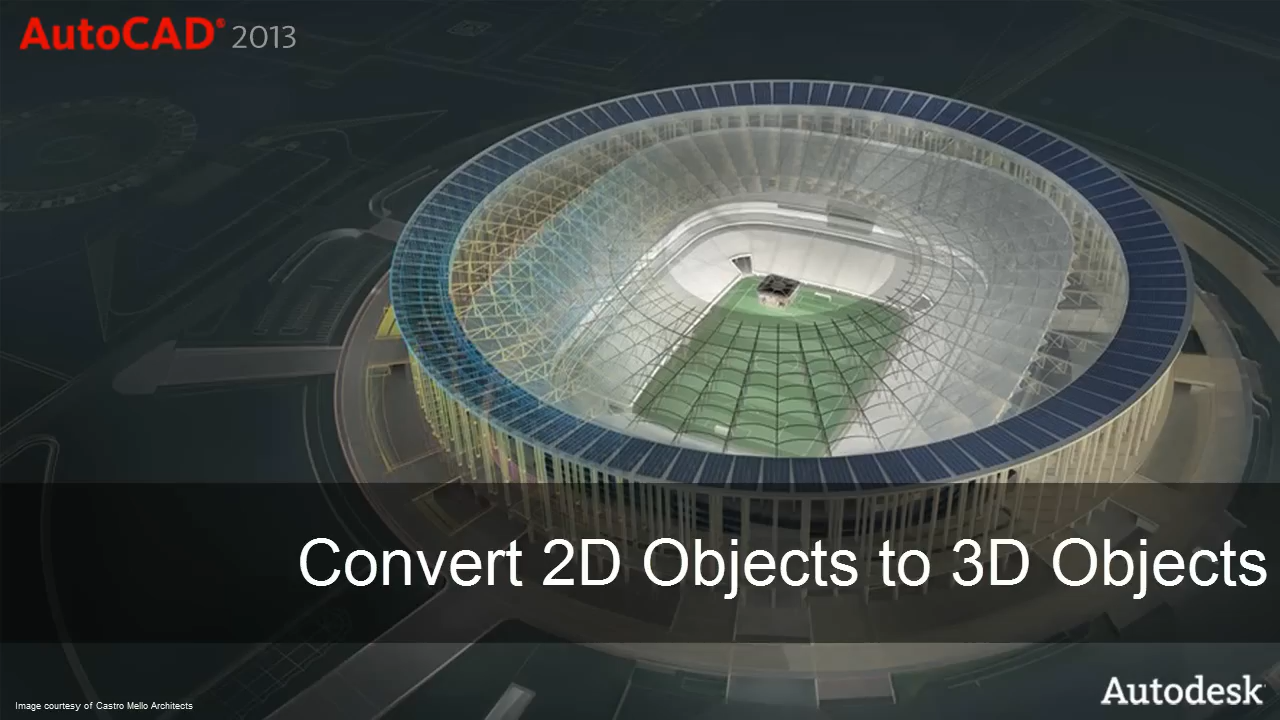 AutoCAD® 2013
Convert 2D Objects to 3D Objects
Autodesk
Image courtesy of Castro Mello Architects